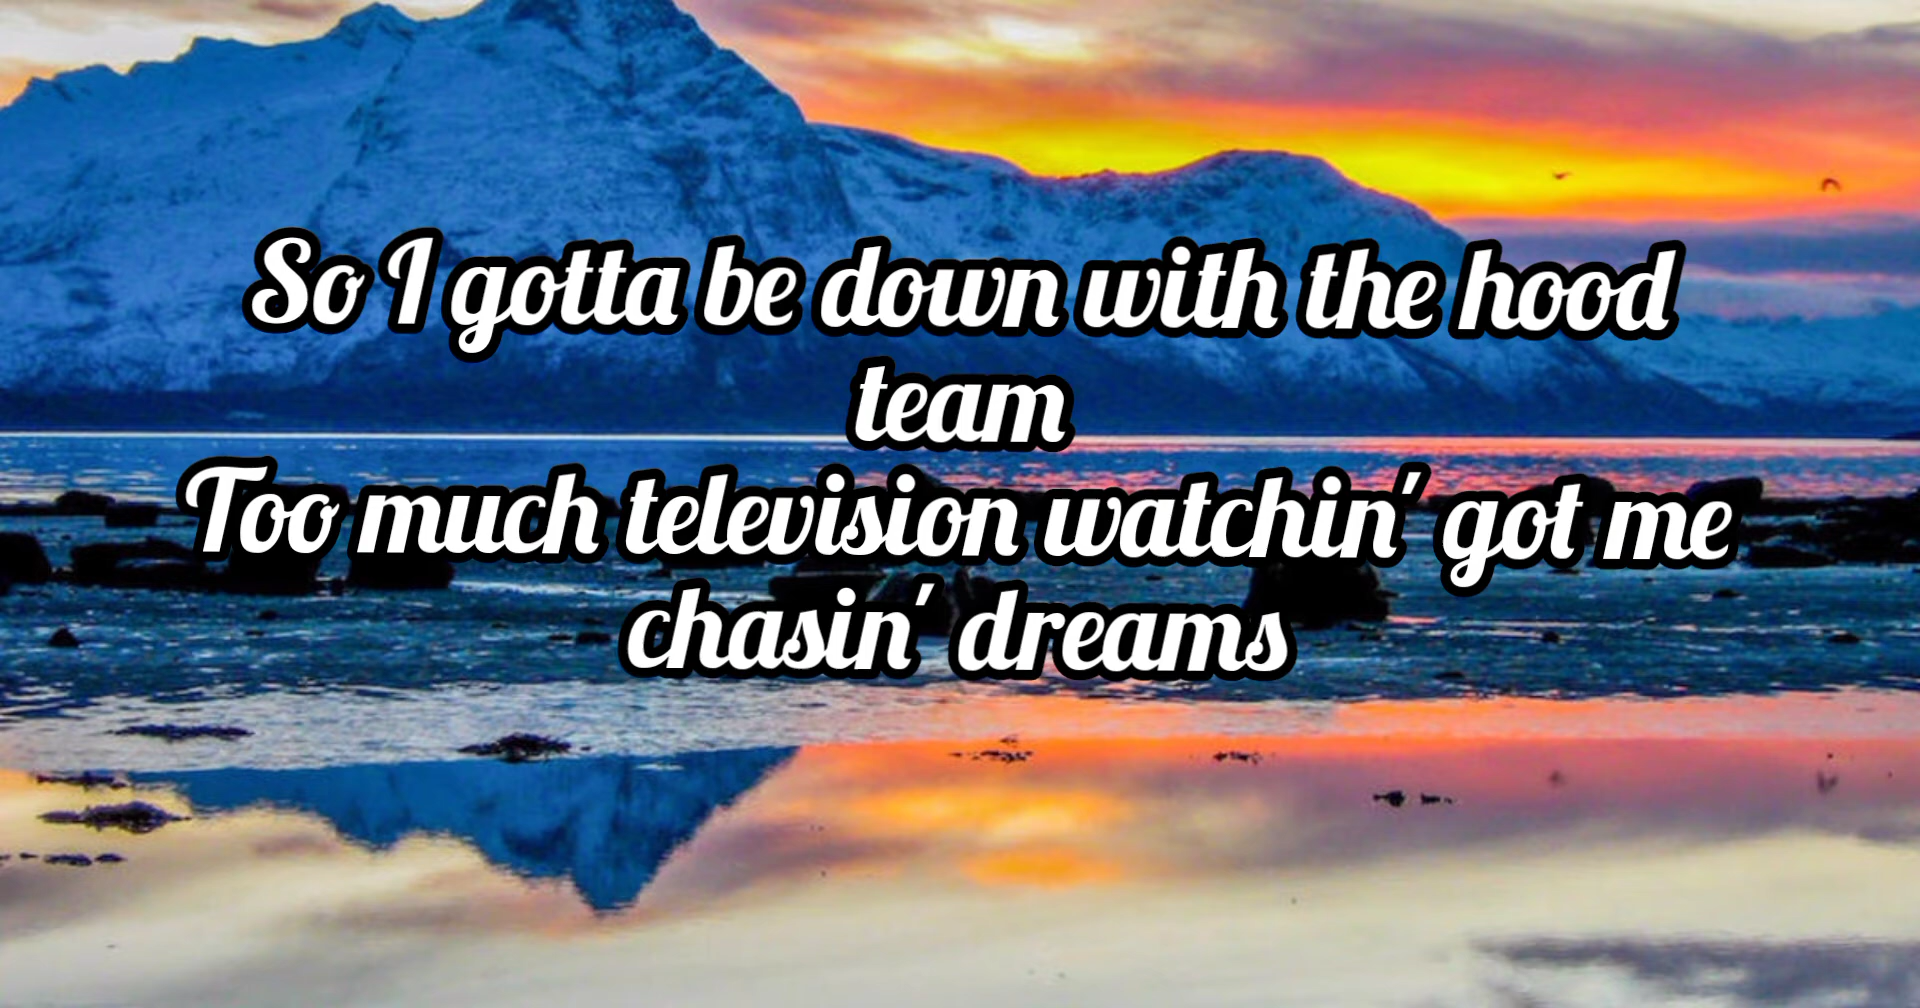 So I gotta be down with the hood
team
Too much television watchin' got me
chasin' dreams